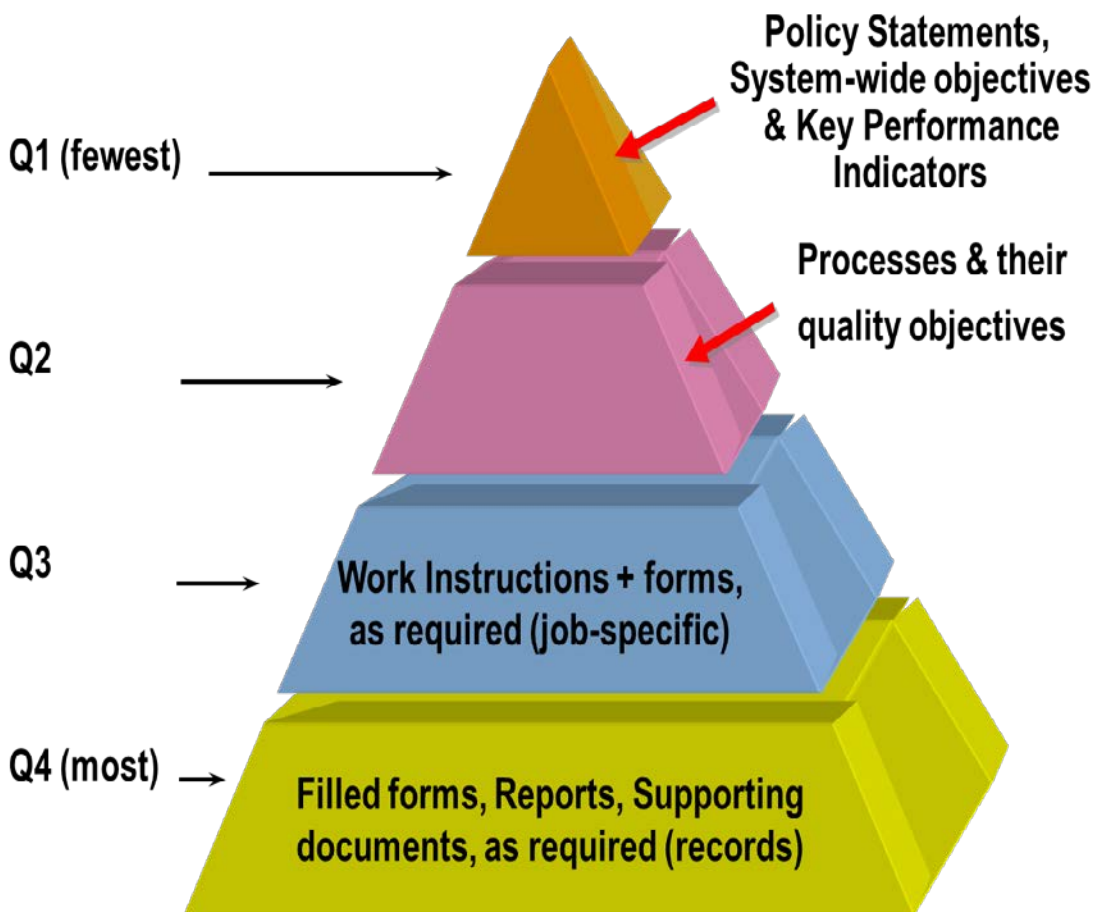 Policy Statements,
System-wide objectives
& Key Performance
Indicators
Q1 (fewest)
Processes & their
quality objectives
Q2
Q3
Work Instructions + forms,
as required (job-specific)
Q4 (most)
Filled forms, Reports, Supporting
documents, as required (records)